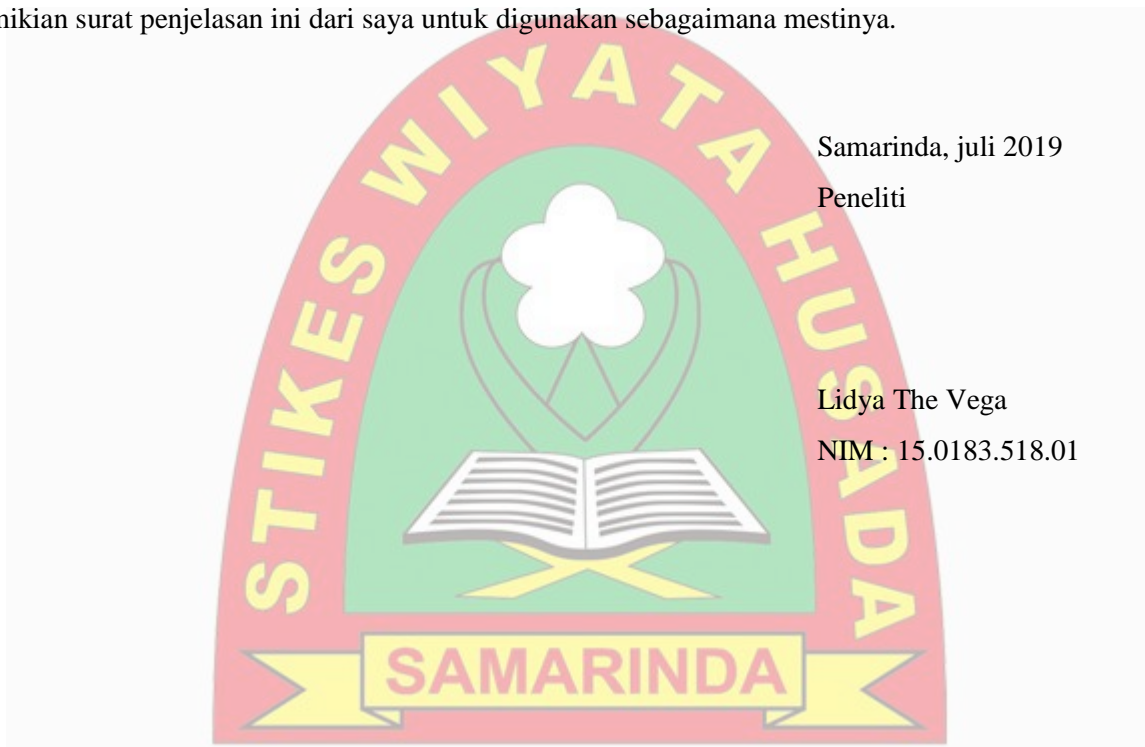 mikian surat penjelasan ini dari saya untuk digunakan sebagaimana mestinya.
Samarinda, juli 2019
Peneliti
Lidya The Vega
NIM : 15.0183.518.01
STIKES WIYATA HUSADA
SAMARINDA